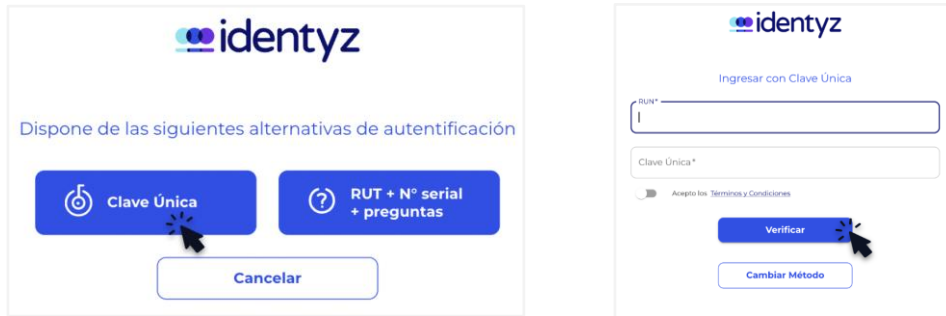 identyz
Dispone de las siguientes alternativas de autentificación
Clave Única
RUT + N° serial
+ preguntas
Cancelar
identyz
Ingresar con Clave Única
RUN*
Clave Única*
Acepto los Términos y Condiciones
Verificar
Cambiar Método